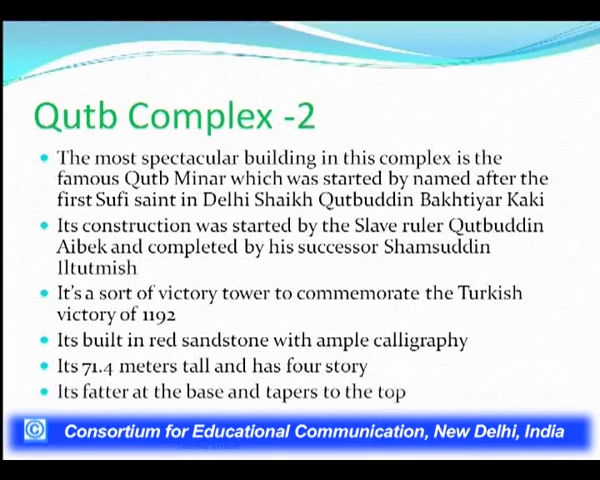 Qutb Complex -2
The most spectacular building in this complex is the
famous Qutb Minar which was started by named after the
first Sufi saint in Delhi Shaikh Qutbuddin Bakhtiyar Kaki
Its construction was started by the Slave ruler Qutbuddin
Aibek and completed by his successor Shamsuddin
Iltutmish
It's a sort of victory tower to commemorate the Turkish
victory of 1192
Its built in red sandstone with ample calligraphy
Its 71.4 meters tall and has four story
Its fatter at the base and tapers to the top
© Consortium for Educational Communication, New Delhi, India